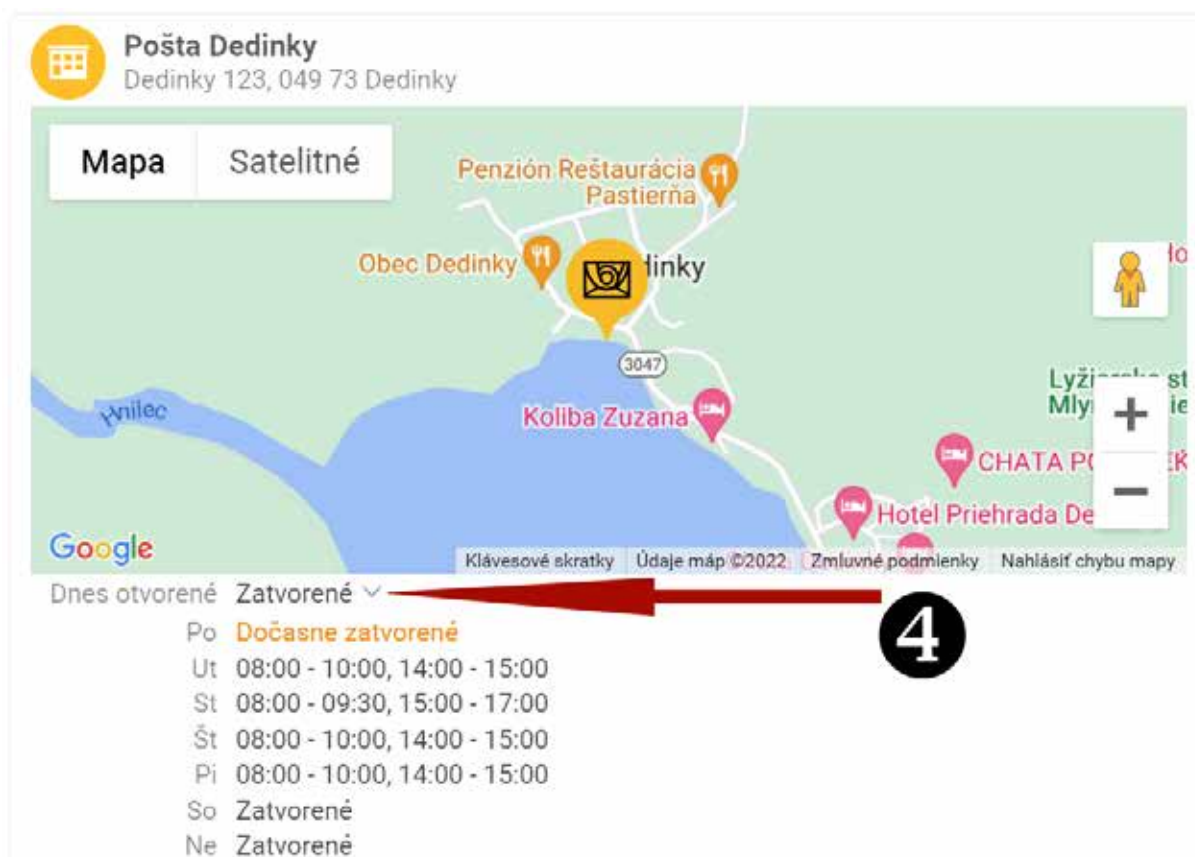 Pošta Dedinky
Dedinky 123, 049 73 Dedinky
Mapa
Satelitné
Penzión Reštaurácia
Pastierňa
Obec Dedinky
3047
Hnilec
Koliba Zuzana
Hotel Priehrada
CHATA
Google
Klávesové skratky
Údaje máp ©2022
Zmluvné podmienky
Nahlásiť chybu mapy
Dnes otvorené Zatvorené
4
Po Dočasne zatvorené
Ut 08:00 - 10:00, 14:00 - 15:00
St 08:00 - 09:30, 15:00 - 17:00
Št 08:00 - 10:00, 14:00 - 15:00
Pi 08:00 - 10:00, 14:00 - 15:00
So Zatvorené
Ne Zatvorené